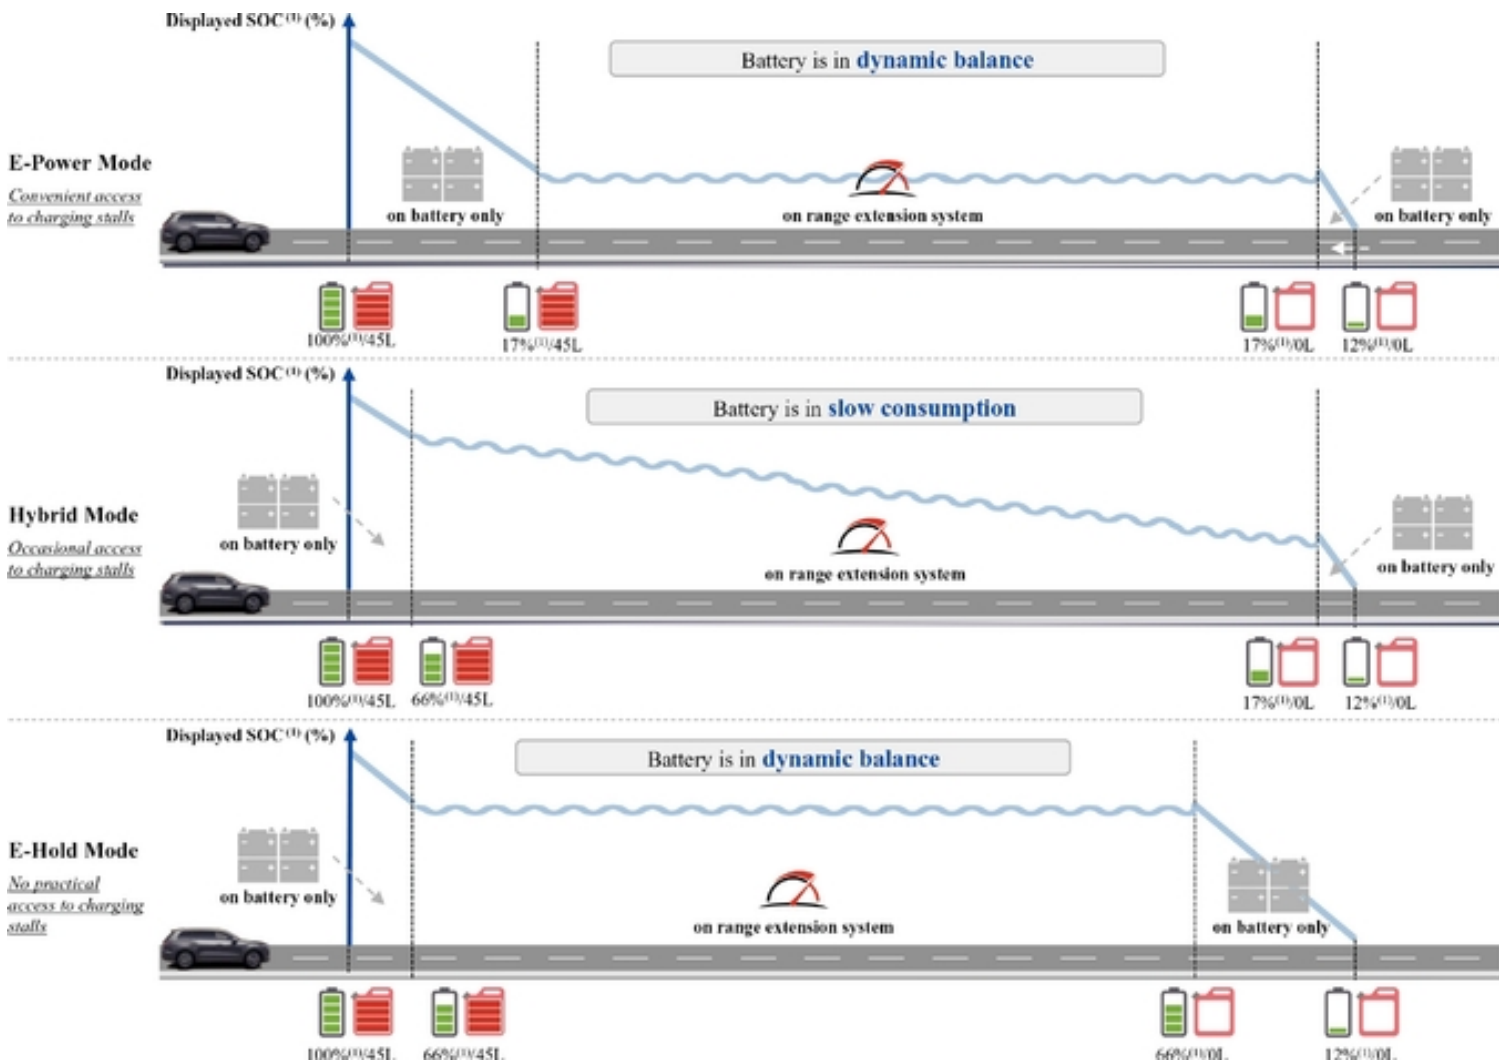 Displayed SOC⁽¹⁾ (%)
Battery is in dynamic balance
E-Power Mode
Convenient access
to charging stalls
on battery only
on range extension system
on battery only
100%⁽¹⁾/45L
17%⁽¹⁾/45L
17%⁽¹⁾/0L
12%⁽¹⁾/0L
Displayed SOC⁽¹⁾ (%)
Battery is in slow consumption
Hybrid Mode
Occasional access
to charging stalls
on battery only
on range extension system
on battery only
100%⁽¹⁾/45L
66%⁽¹⁾/45L
17%⁽¹⁾/0L
12%⁽¹⁾/0L
Displayed SOC⁽¹⁾ (%)
Battery is in dynamic balance
E-Hold Mode
No practical
access to charging
stalls
on battery only
on range extension system
on battery only
100%⁽¹⁾/45L
66%⁽¹⁾/45L
66%⁽¹⁾/0L
12%⁽¹⁾/0L